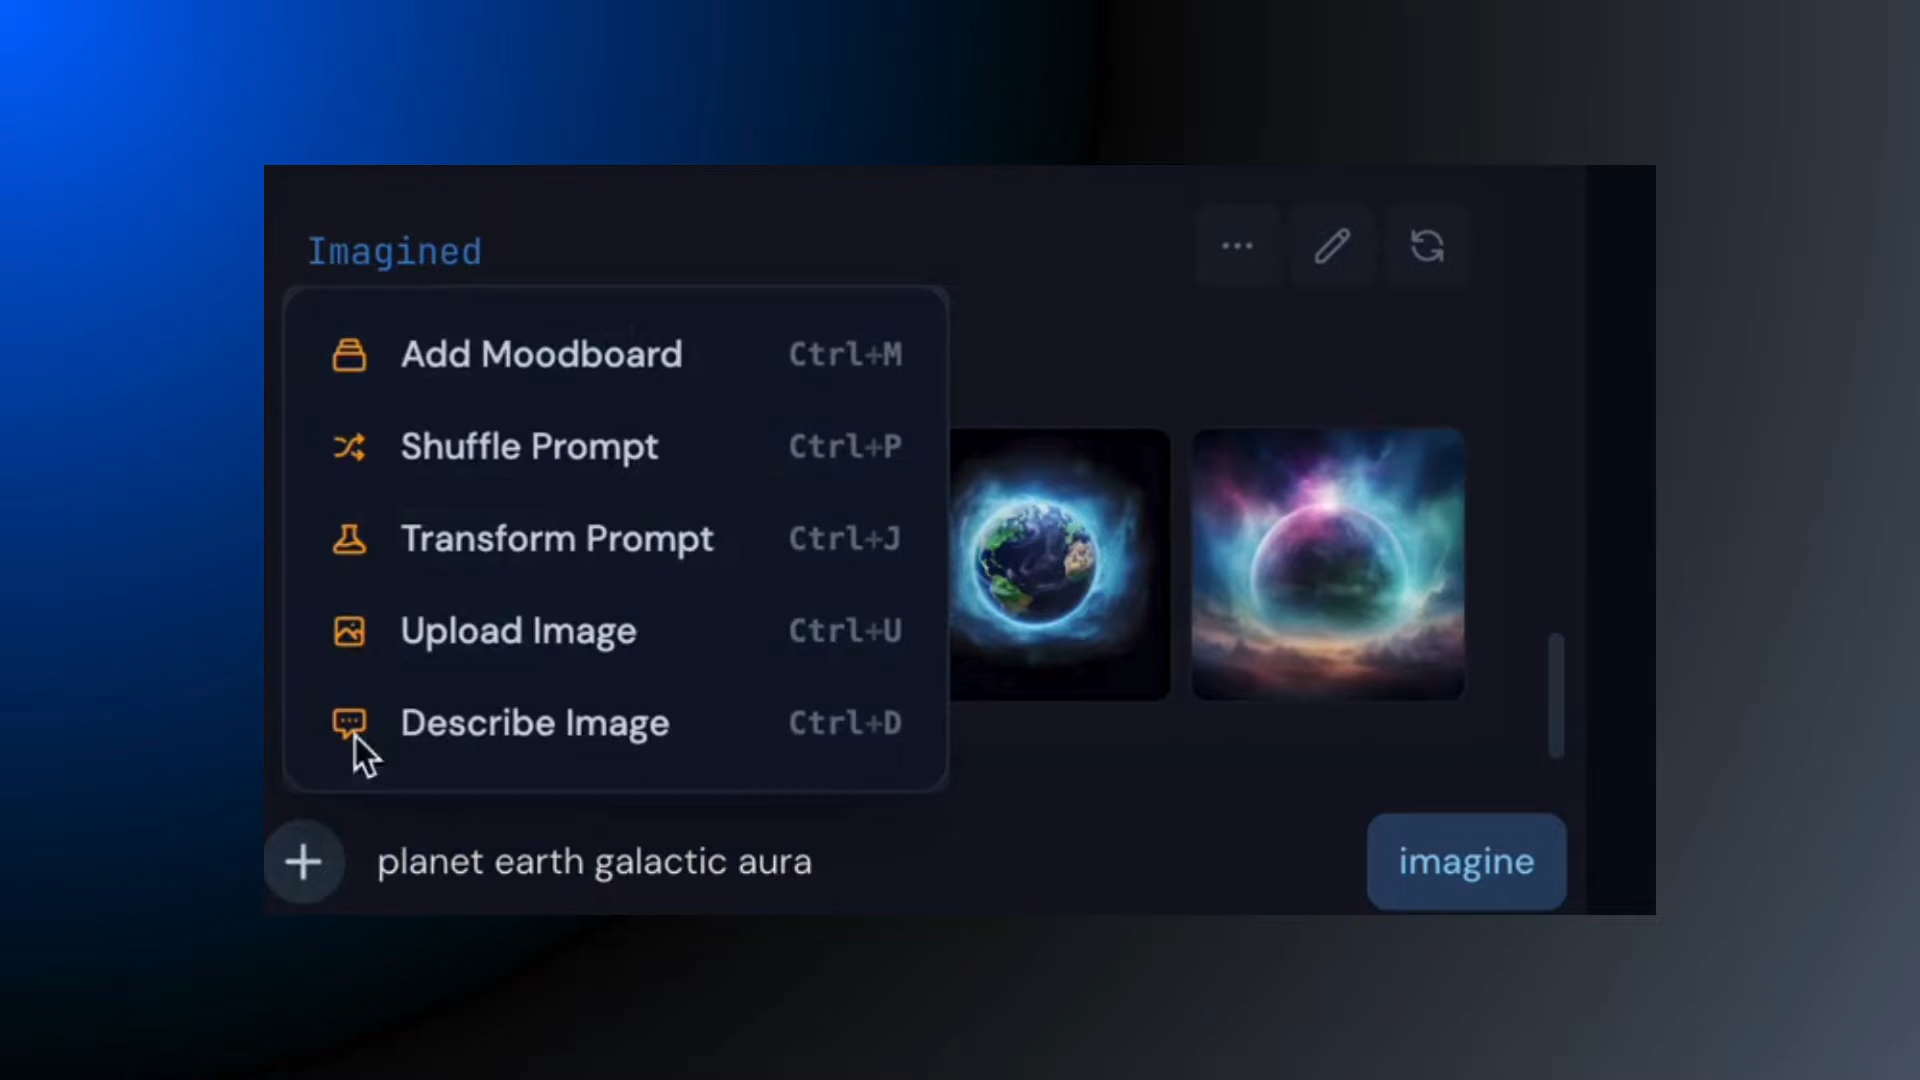 Imagined
Add Moodboard Ctrl+M
Shuffle Prompt Ctrl+P
Transform Prompt Ctrl+J
Upload Image Ctrl+U
Describe Image Ctrl+D
planet earth galactic aura
imagine